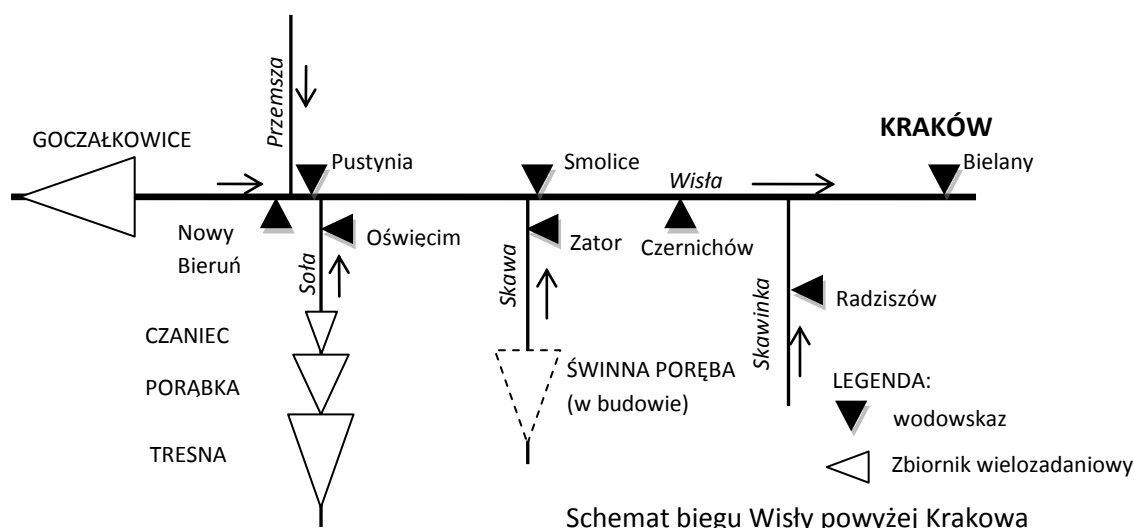 Przemsza
GOCZAŁKOWICE
KRAKÓW
Pustynia
Smolice
Wisła
Bielany
Nowy
Bieruń
Oświęcim
Zator
Czernichów
Soła
Skawa
Skawinka
Radziszów
CZANIEC
PORĄBKA
TRESNA
ŚWINNA PORĘBA
(w budowie)
LEGENDA:
wodowskaz
Zbiornik wielozadaniowy
Schemat biegu Wisły powyżej Krakowa